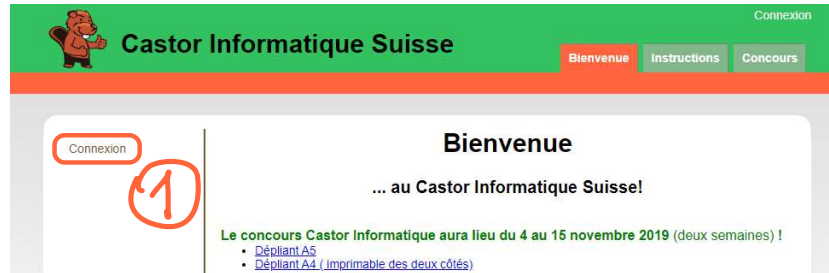 Connexion
Castor Informatique Suisse
Bienvenue Instructions Concours
Connexion
1
Bienvenue
... au Castor Informatique Suisse!
Le concours Castor Informatique aura lieu du 4 au 15 novembre 2019 (deux semaines) !
Dépliant A5
Dépliant A4 ( imprimable des deux côtés)